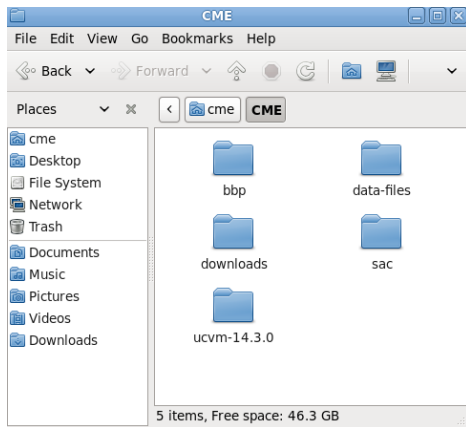 CME
File Edit View Go Bookmarks Help
Back Forward
Places
cme CME
cme
Desktop
File System
Network
Trash
Documents
Music
Pictures
Videos
Downloads
bbp data-files
downloads sac
ucvm-14.3.0
5 items, Free space: 46.3 GB